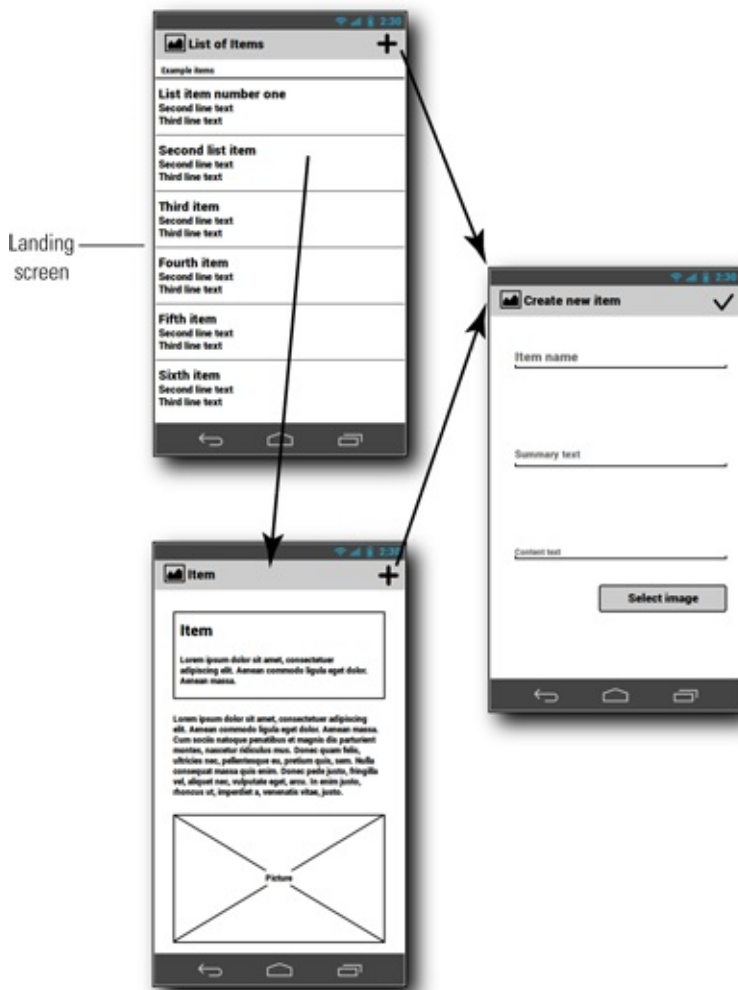 2:30
List of Items
Example items
List item number one
Second line text
Third line text
Second list item
Second line text
Third line text
Third item
Second line text
Third line text
Fourth item
Second line text
Third line text
Fifth item
Second line text
Third line text
Sixth item
Second line text
Third line text
Landing
screen
2:30
Create new item
Item name
Summary text
Content text
Select image
2:30
Item
Item
Lorem ipsum dolor sit amet, consectetuer
adipiscing elit. Aenean commodo ligula eget dolor.
Aenean massa.
Lorem ipsum dolor sit amet, consectetuer adipiscing
elit. Aenean commodo ligula eget dolor. Aenean massa.
Cum sociis natoque penatibus et magnis dis parturient
montes, nascetur ridiculus mus. Donec quam felis,
ultricies nec, pellentesque eu, pretium quis, sem. Nulla
consequat massa quis enim. Donec pede justo, fringilla
vel, aliquet nec, vulputate eget, arcu. In enim justo,
rhoncus ut, imperdiet a, venenatis vitae, justo.
Picture